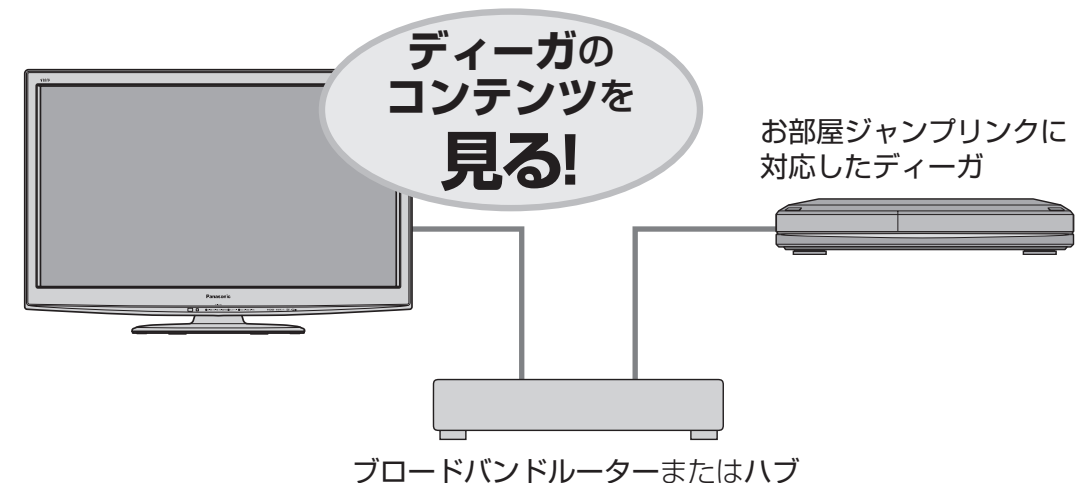 ディーガの
コンテンツを
見る!
お部屋ジャンプリンクに
対応したディーガ
VIERA
Panasonic
ブロードバンドルーターまたはハブ